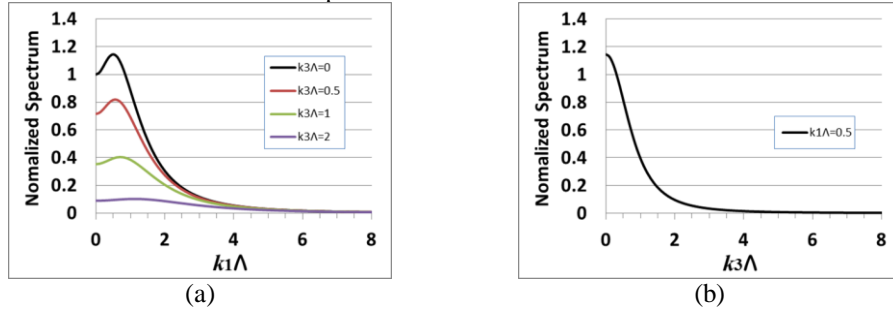 1.4
1.2
1
0.8
0.6
0.4
0.2
0
Nomalized Spectrum
k3Λ=0
k3Λ=0.5
k3Λ=1
k3Λ=2
0 2 4 6 8
k1Λ
(a)
1.4
1.2
1
0.8
0.6
0.4
0.2
0
Nomalized Spectrum
k1Λ=0.5
0 2 4 6 8
k3Λ
(b)